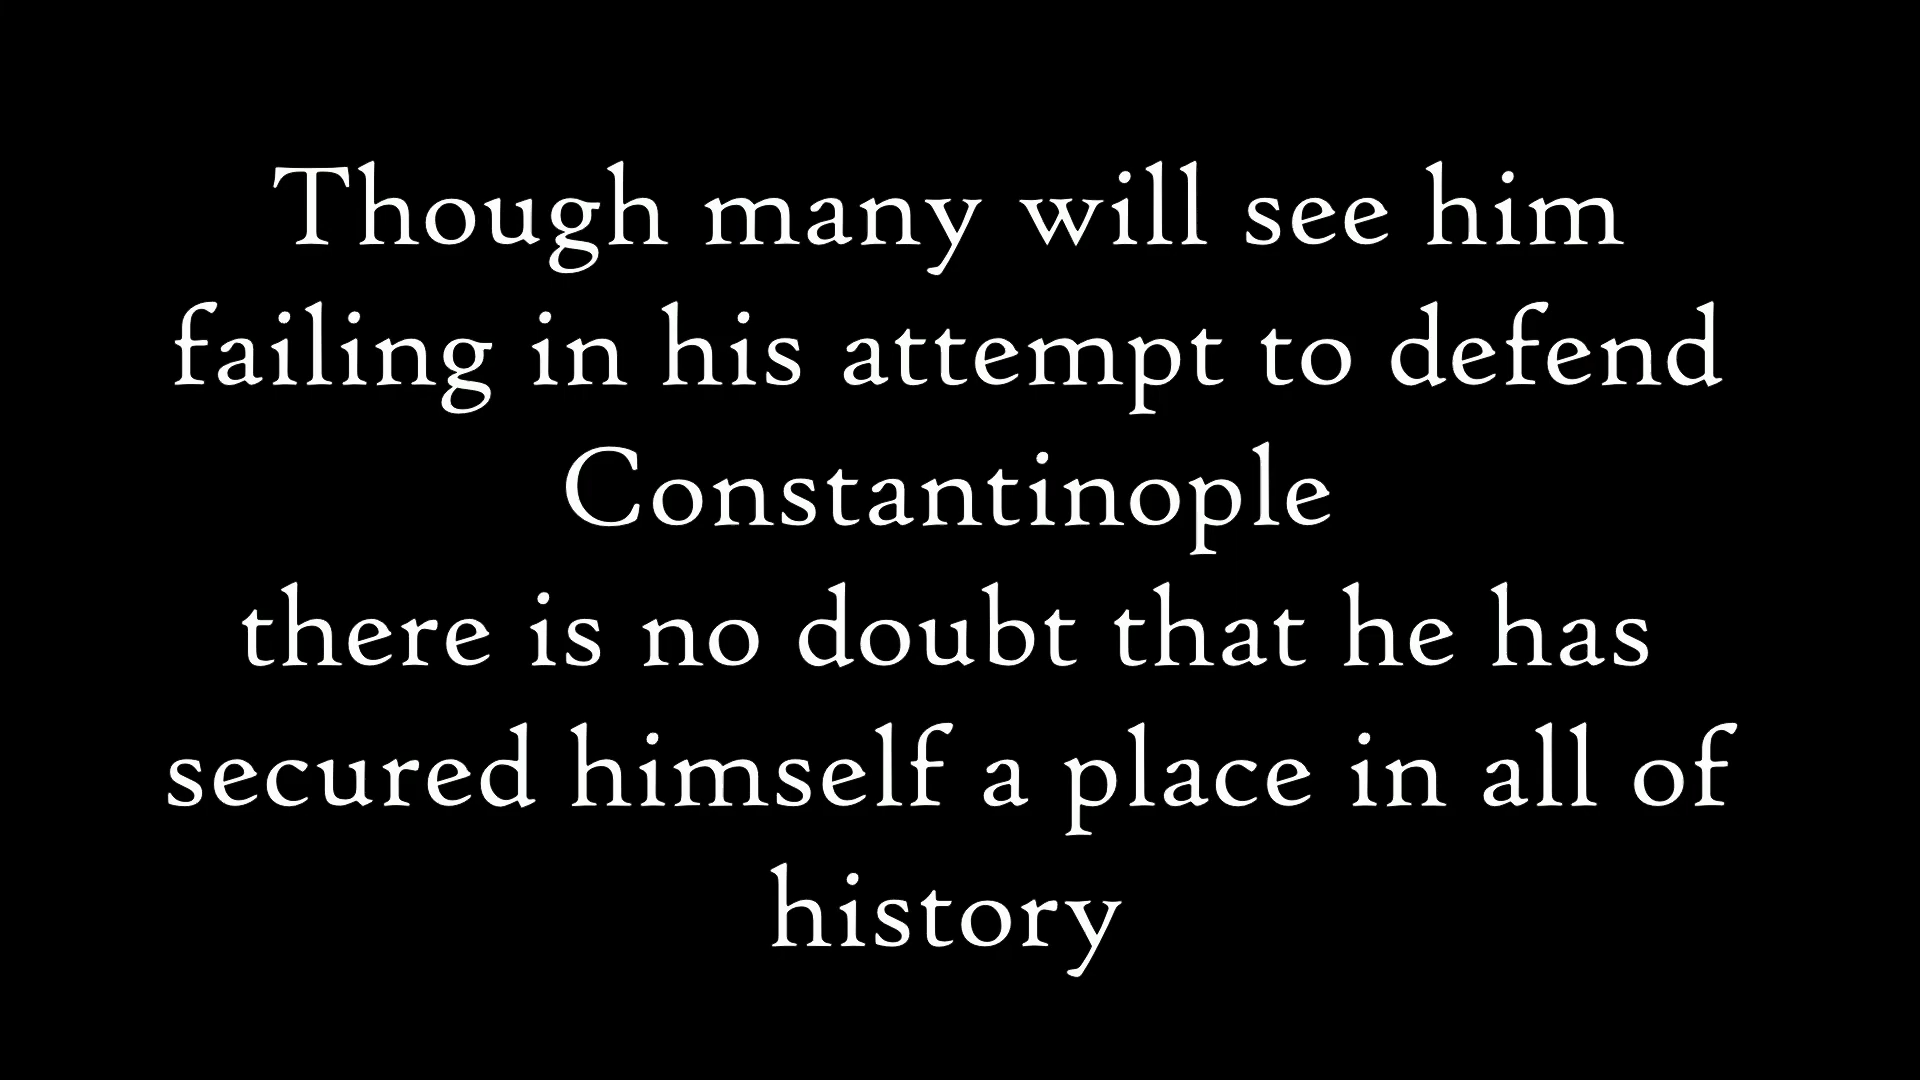 Though many will see him
failing in his attempt to defend
Constantinople
there is no doubt that he has
secured himself a place in all of
history